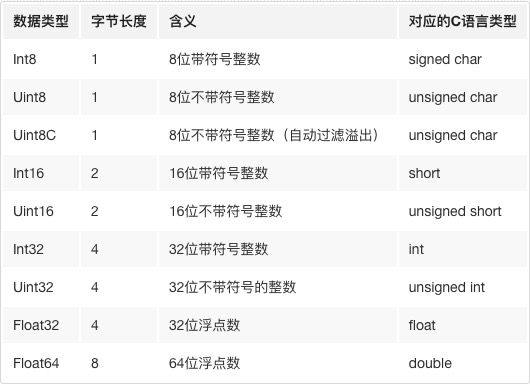 数据类型 字节长度 含义 对应的C语言类型
Int8 1 8位带符号整数 signed char
Uint8 1 8位不带符号整数 unsigned char
Uint8C 1 8位不带符号整数（自动过滤溢出） unsigned char
Int16 2 16位带符号整数 short
Uint16 2 16位不带符号整数 unsigned short
Int32 4 32位带符号整数 int
Uint32 4 32位不带符号的整数 unsigned int
Float32 4 32位浮点数 float
Float64 8 64位浮点数 double